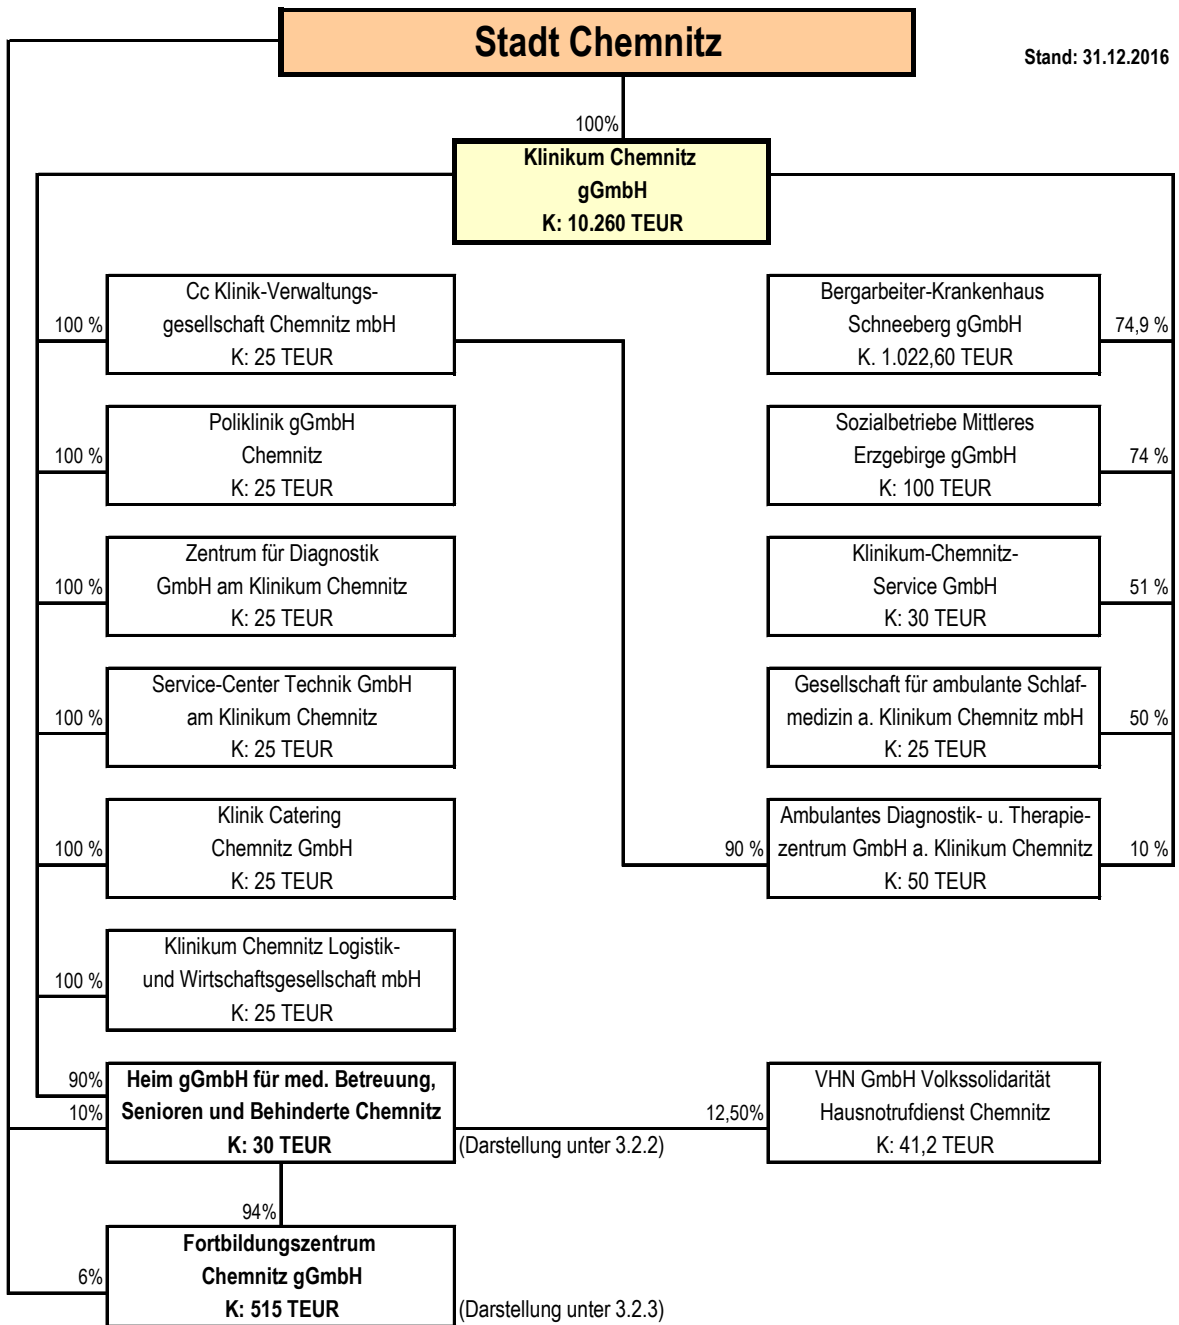 Stadt Chemnitz
Stand: 31.12.2016
100%
Klinikum Chemnitz
gGmbH
K: 10.260 TEUR
100 %
Cc Klinik-Verwaltungs-
gesellschaft Chemnitz mbH
K: 25 TEUR
Bergarbeiter-Krankenhaus
Schneeberg gGmbH
K. 1.022,60 TEUR
74,9 %
100 %
Poliklinik gGmbH
Chemnitz
K: 25 TEUR
Sozialbetriebe Mittleres
Erzgebirge gGmbH
K: 100 TEUR
74 %
100 %
Zentrum für Diagnostik
GmbH am Klinikum Chemnitz
K: 25 TEUR
Klinikum-Chemnitz-
Service GmbH
K: 30 TEUR
51 %
100 %
Service-Center Technik GmbH
am Klinikum Chemnitz
K: 25 TEUR
Gesellschaft für ambulante Schlaf-
medizin a. Klinikum Chemnitz mbH
K: 25 TEUR
50 %
100 %
Klinik Catering
Chemnitz GmbH
K: 25 TEUR
90 %
Ambulantes Diagnostik- u. Therapie-
zentrum GmbH a. Klinikum Chemnitz
K: 50 TEUR
10 %
100 %
Klinikum Chemnitz Logistik-
und Wirtschaftsgesellschaft mbH
K: 25 TEUR
90%
10%
Heim gGmbH für med. Betreuung,
Senioren und Behinderte Chemnitz
K: 30 TEUR
(Darstellung unter 3.2.2)
12,50%
VHN GmbH Volkssolidarität
Hausnotrufdienst Chemnitz
K: 41,2 TEUR
94%
6%
Fortbildungszentrum
Chemnitz gGmbH
K: 515 TEUR
(Darstellung unter 3.2.3)